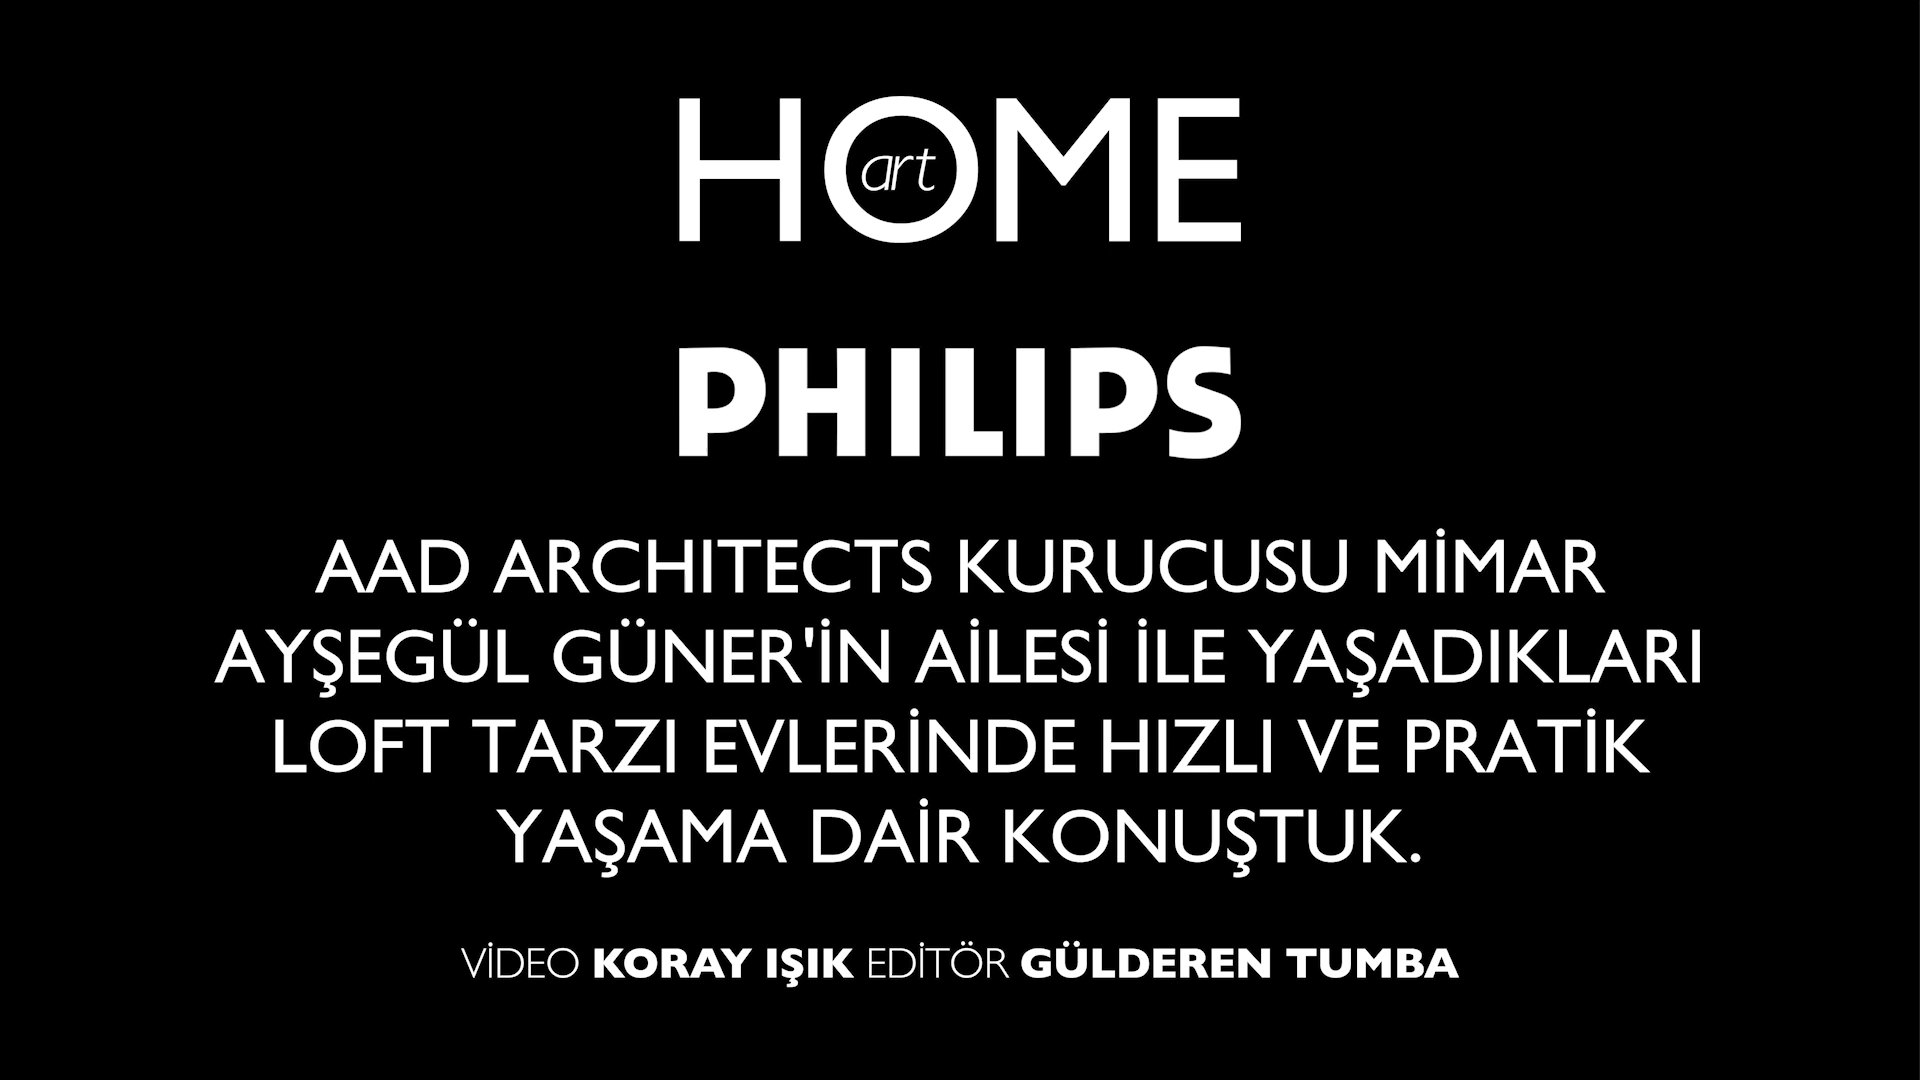 HOME
art
PHILIPS
AAD ARCHITECTS KURUCUSU MİMAR
AYŞEGÜL GÜNER'İN AİLESİ İLE YAŞADIKLARI
LOFT TARZI EVLERİNDE HIZLI VE PRATİK
YAŞAMA DAİR KONUŞTUK.
VİDEO KORAY IŞIK EDİTÖR GÜLDEREN TUMBA